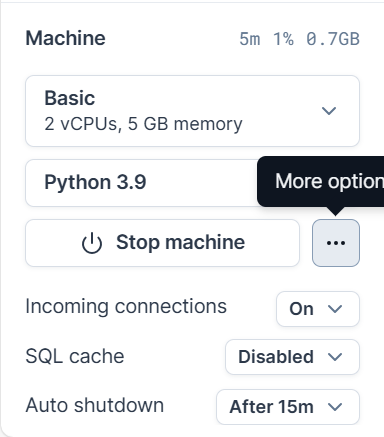 Machine 5m 1% 0.7GB
Basic
2 vCPUs, 5 GB memory
Python 3.9
More option
Stop machine
Incoming connections On
SQL cache Disabled
Auto shutdown After 15m